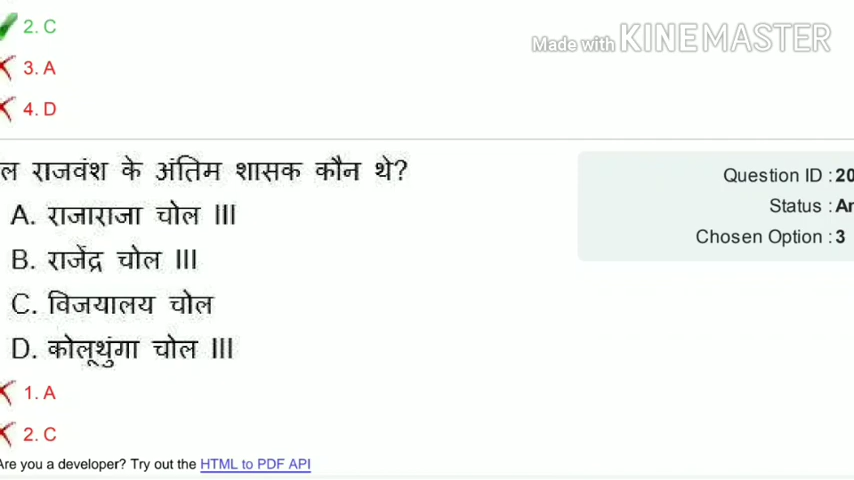 2. C
Made with KINEMASTER
3. A
4. D
ल राजवंश के अंतिम शासक कौन थे?
Question ID : 20
A. राजाराजा चोल III
Status : An
Chosen Option : 3
B. राजेंद्र चोल III
C. विजयालय चोल
D. कोलूथुंगा चोल III
1. A
2. C
Are you a developer? Try out the HTML to PDF API